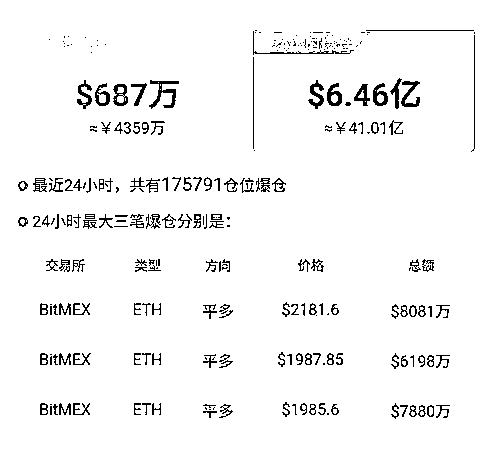 $687万
$6.46亿
≈￥4359万
≈￥41.01亿
最近24小时，共有175791仓位爆仓
24小时最大三笔爆仓分别是：
交易所 类型 方向 价格 总额
BitMEX ETH 平多 $2181.6 $8081万
BitMEX ETH 平多 $1987.85 $6198万
BitMEX ETH 平多 $1985.6 $7880万